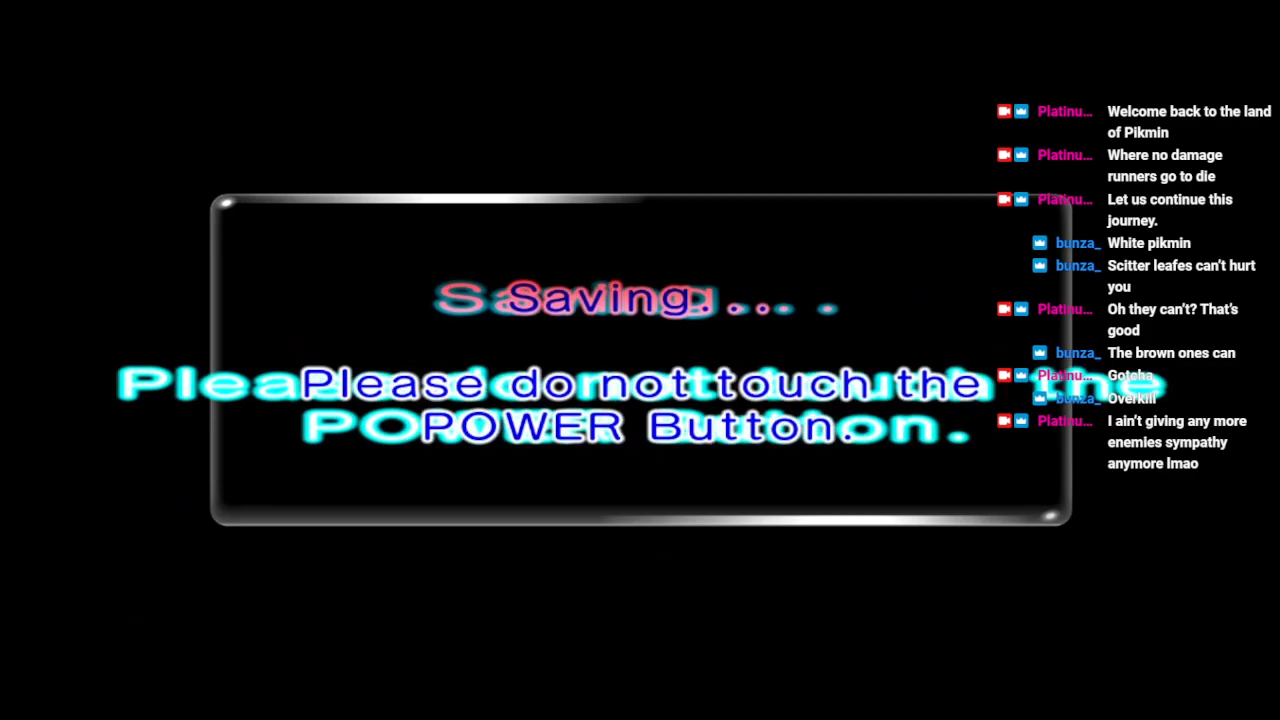 Saving...
Please do not touch the
POWER Button.
Platinu... Welcome back to the land
of Pikmin
Platinu... Where no damage
runners go to die
Platinu... Let us continue this
journey.
bunza_ White pikmin
bunza_ Scitter leafes can't hurt
you
Platinu... Oh they can't? That's
good
bunza_ The brown ones can
Platinu... Gotcha
bunza_ Overkill
Platinu... I ain't giving any more
enemies sympathy
anymore lmao